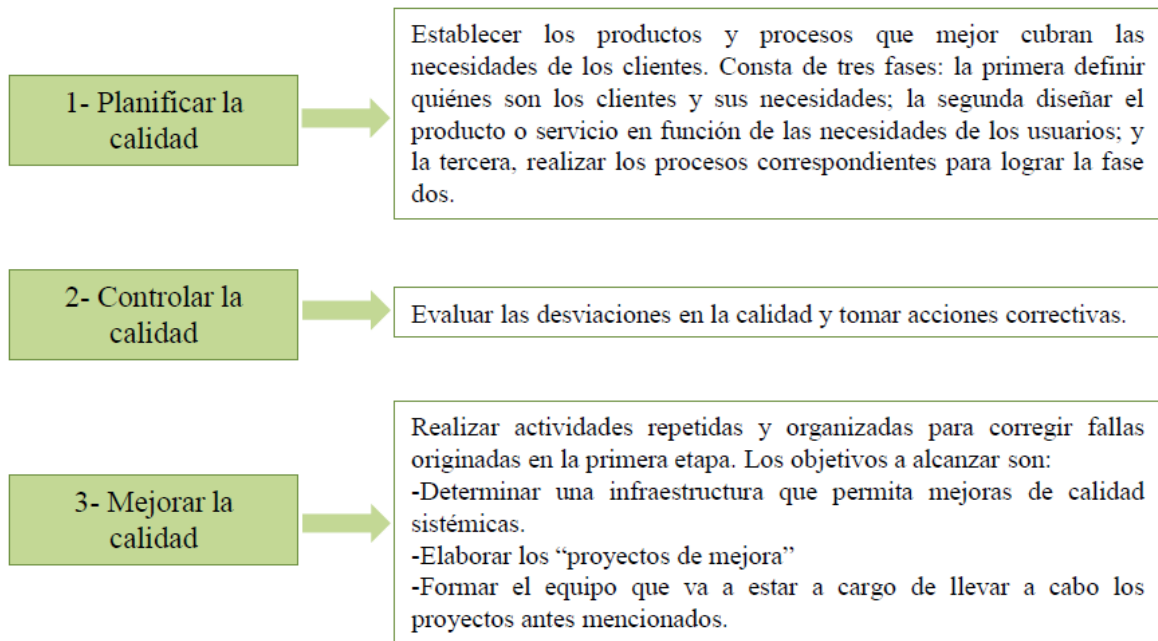 1- Planificar la
calidad
Establecer los productos y procesos que mejor cubran las
necesidades de los clientes. Consta de tres fases: la primera definir
quiénes son los clientes y sus necesidades; la segunda diseñar el
producto o servicio en función de las necesidades de los usuarios; y
la tercera, realizar los procesos correspondientes para lograr la fase
dos.
2- Controlar la
calidad
Evaluar las desviaciones en la calidad y tomar acciones correctivas.
3- Mejorar la
calidad
Realizar actividades repetidas y organizadas para corregir fallas
originadas en la primera etapa. Los objetivos a alcanzar son:
-Determinar una infraestructura que permita mejoras de calidad
sistémicas.
-Elaborar los “proyectos de mejora”
-Formar el equipo que va a estar a cargo de llevar a cabo los
proyectos antes mencionados.